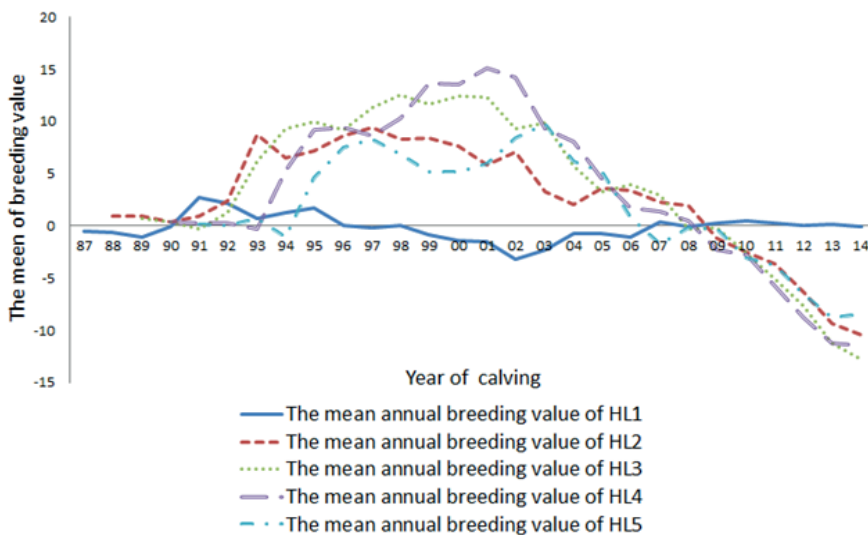 20
15
10
5
0
-5
-10
-15
The meen of breeding value
87 88 89 90 91 92 93 94 95 96 97 98 99 00 01 02 03 04 05 06 07 08 09 10 11 12 13 14
Year of calving
The mean annual breeding value of HL1
The mean annual breeding value of HL2
The mean annual breeding value of HL3
The mean annual breeding value of HL4
The mean annual breeding value of HL5